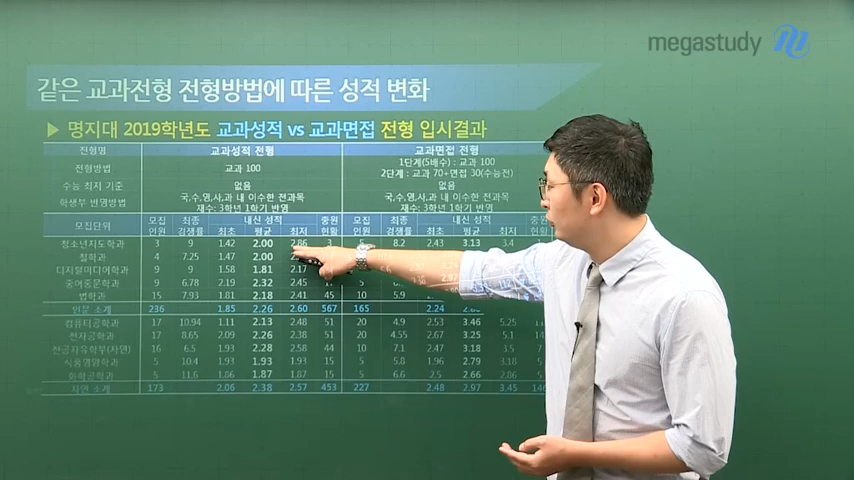 megastudy
같은 교과전형 전형방법에 따른 성적 변화
▶ 명지대 2019학년도 교과성적 vs 교과면접 전형 입시결과
전형명 교과성적 전형 교과면접 전형
전형방법 교과 100 1단계(5배수) : 교과 100
2단계 : 교과 70+면접 30(수능전)
수능 최저 기준 없음 없음
학생부 반영방법 국,수,영,사,과 내 이수한 전과목 국,수,영,사,과 내 이수한 전과목
재수: 3학년 1학기 반영 재수: 3학년 1학기 반영
모집단위 모집인원 최종경쟁률 내신 성적 충원현황 모집인원 최종경쟁률 내신 성적
최초 평균 최저 최초 평균 최저
청소년지도학과 3 9 1.42 2.00 2.86 3 8.2 2.43 3.13 3.4
철학과 4 7.25 1.47 2.00
디지털미디어학과 9 9 1.58 1.81 2.17
중어중문학과 9 6.78 2.19 2.32 2.45 5 2.97
법학과 15 7.93 1.81 2.18 2.41 45 10 5.9
인문 소계 236 1.85 2.26 2.60 567 165 2.24
컴퓨터공학과 17 10.94 1.11 2.13 2.48 51 20 4.9 2.53 3.46 5.25
전자공학과 17 8.65 2.09 2.26 2.38 51 20 4.55 2.67 3.25 5.1
전공자유학부(자연) 16 6.5 1.93 2.28 2.58 44 10 7.1 2.47 3.18 3.5
식품영양학과 5 10.4 1.93 1.93 1.93 15 5 5.8 1.96 2.79 3.18
화학공학과 5 11.6 1.86 1.87 1.87 15 5 6.6 2.5 2.66 2.86
자연 소계 173 2.06 2.38 2.57 453 227 2.48 2.97 3.45 146